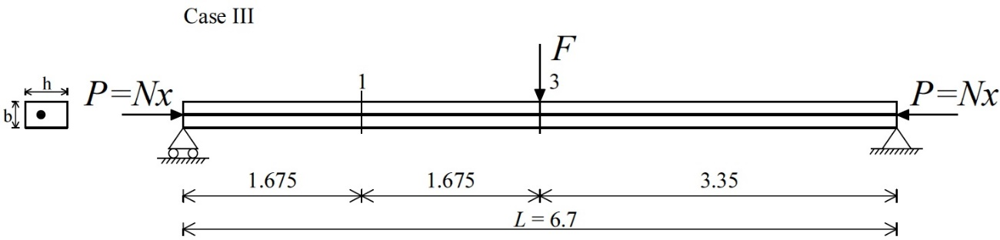 Case III
F
h
1
3
P=Nx
P=Nx
b
1.675
1.675
3.35
L = 6.7